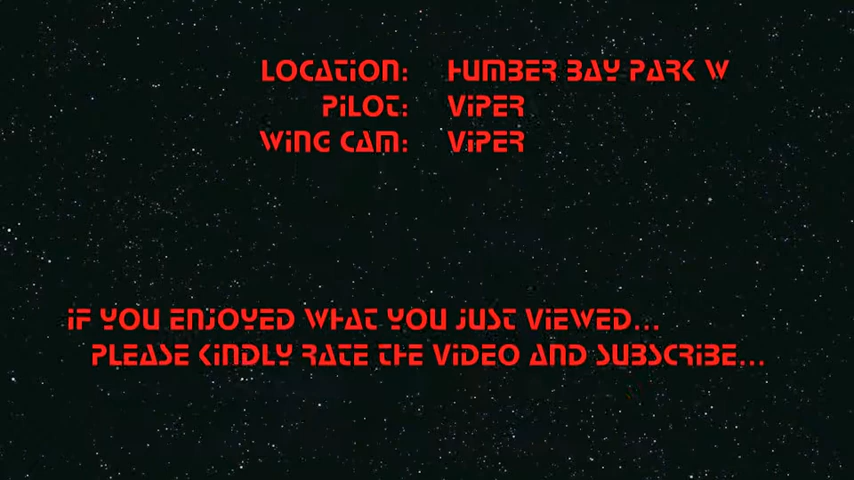 LOCATION: HUMBER BAY PARK W
PILOT: VIPER
WING CAM: VIPER
IF YOU ENJOYED WHAT YOU JUST VIEWED...
PLEASE KINDLY RATE THE VIDEO AND SUBSCRIBE...